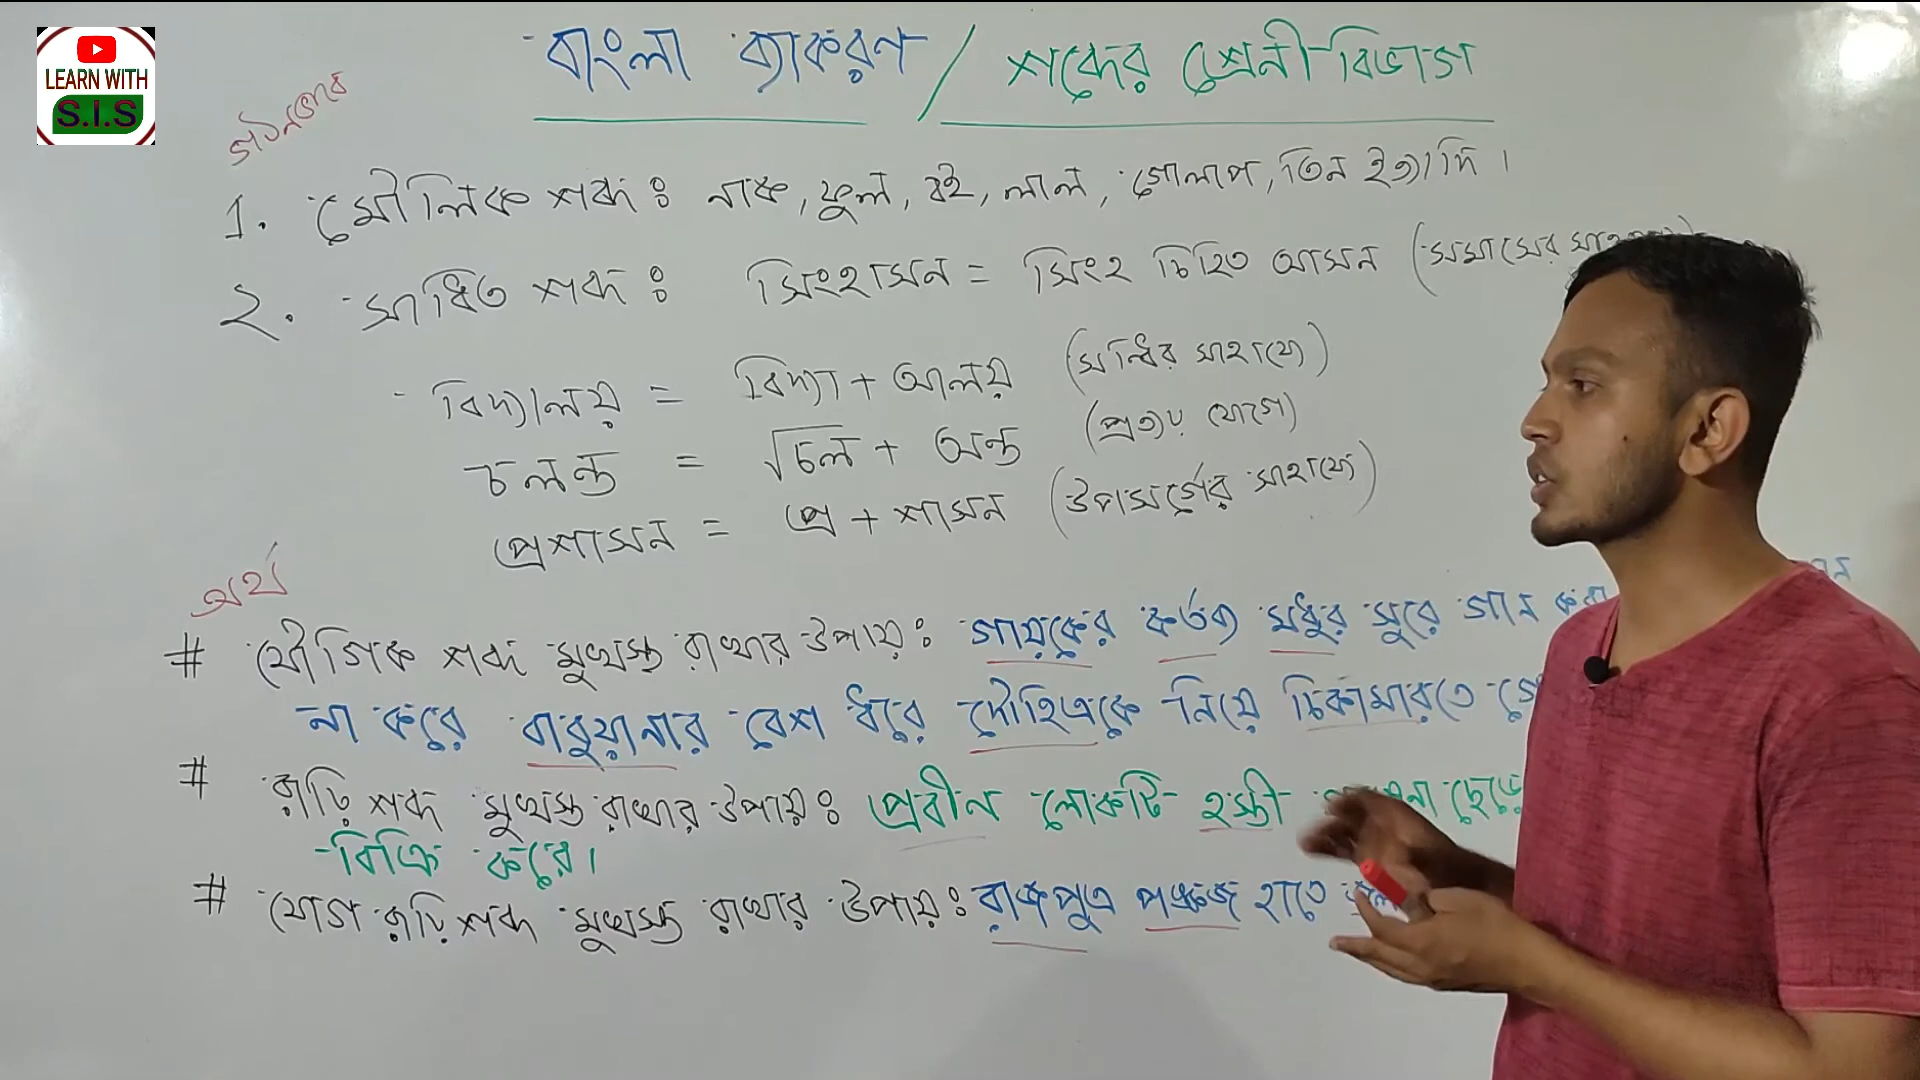 LEARN WITH
S.I.S
বাংলা ব্যাকরণ / শব্দের শ্রেনী বিভাগ
গঠনভাবে
1. মৌলিক শব্দ ঃ নাক, ফুল, বই, লাল, গোলাপ, তিন ইত্যাদি ।
২. সাধিত শব্দ ঃ সিংহাসন = সিংহ চিহ্নিত আসন (সমাসের
বিদ্যালয় = বিদ্যা + আলয় (সন্ধির সাহায্যে)
চলন্ত = √চল + অন্ত (প্রত্যয় যোগে)
প্রশাসন = প্র + শাসন (উপসর্গের সাহায্যে)
অর্থ
# যৌগিক শব্দ মুখস্ত রাখার উপায় ঃ গায়কের কর্তব্য মধুর সুরে গান
না করে বাবুয়ানার বেশ ধরে দৌহিত্রকে নিয়ে চিকামারতে
# রূঢ়ি শব্দ মুখস্ত রাখার উপায় ঃ প্রবীন লোকটি হস্তী ছেড়ে
বিক্রি করে।
# যোগ রূঢ়ি শব্দ মুখস্ত রাখার উপায় ঃ রাজপুত্র পঙ্কজ হাতে